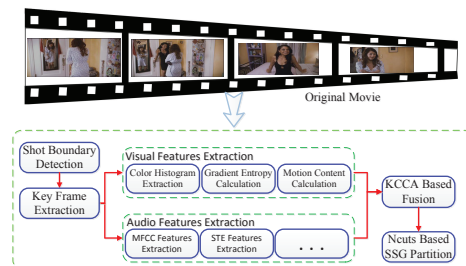 Original Movie
Shot Boundary
Detection
Key Frame
Extraction
Visual Features Extraction
Color Histogram
Extraction
Gradient Entropy
Calculation
Motion Content
Calculation
Audio Features Extraction
MFCC Features
Extraction
STE Features
Extraction
. . .
KCCA Based
Fusion
Ncuts Based
SSG Partition